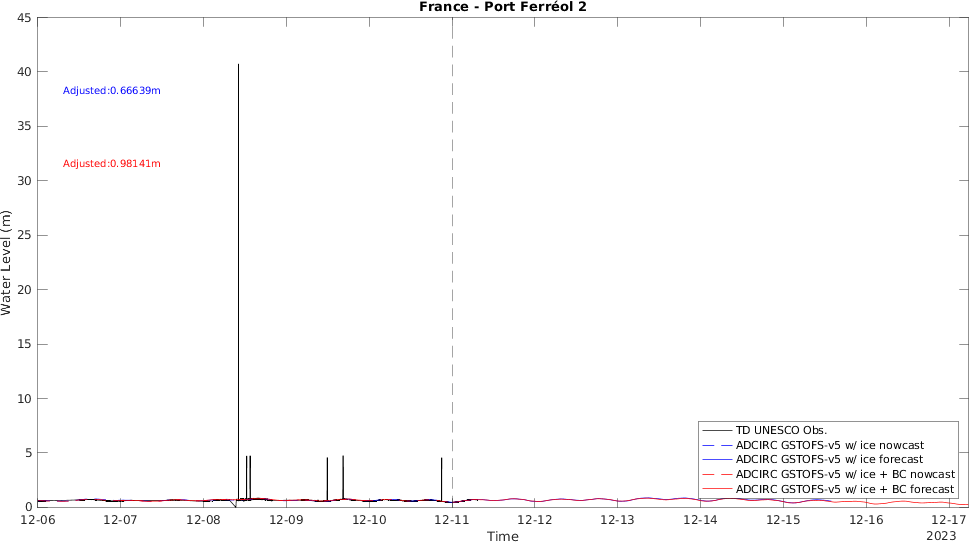 France - Port Ferréol 2
45
40
35
30
25
20
15
10
5
0
Water Level (m)
Adjusted:0.66639m
Adjusted:0.98141m
TD UNESCO Obs.
ADCIRC GSTOFS-v5 w/ ice nowcast
ADCIRC GSTOFS-v5 w/ ice forecast
ADCIRC GSTOFS-v5 w/ ice + BC nowcast
ADCIRC GSTOFS-v5 w/ ice + BC forecast
12-06 12-07 12-08 12-09 12-10 12-11 12-12 12-13 12-14 12-15 12-16 12-17
Time
2023